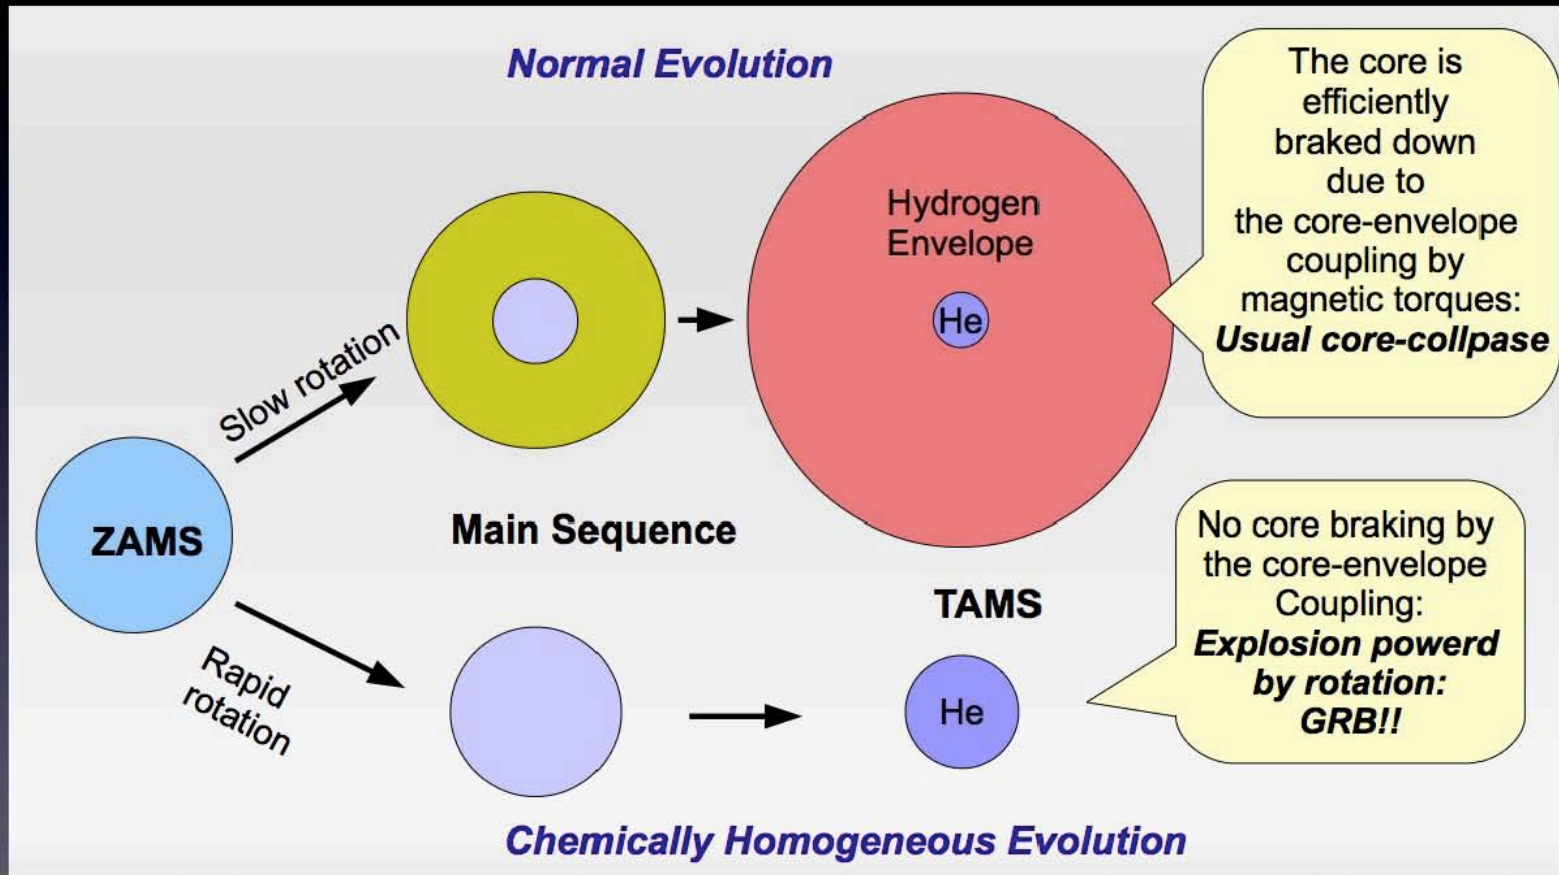 Normal Evolution
The core is
efficiently
braked down
due to
the core-envelope
coupling by
magnetic torques:
Usual core-collpase
Hydrogen
Envelope
He
Slow rotation
ZAMS
Main Sequence
Rapid
rotation
TAMS
He
No core braking by
the core-envelope
Coupling:
Explosion powerd
by rotation:
GRB!!
Chemically Homogeneous Evolution